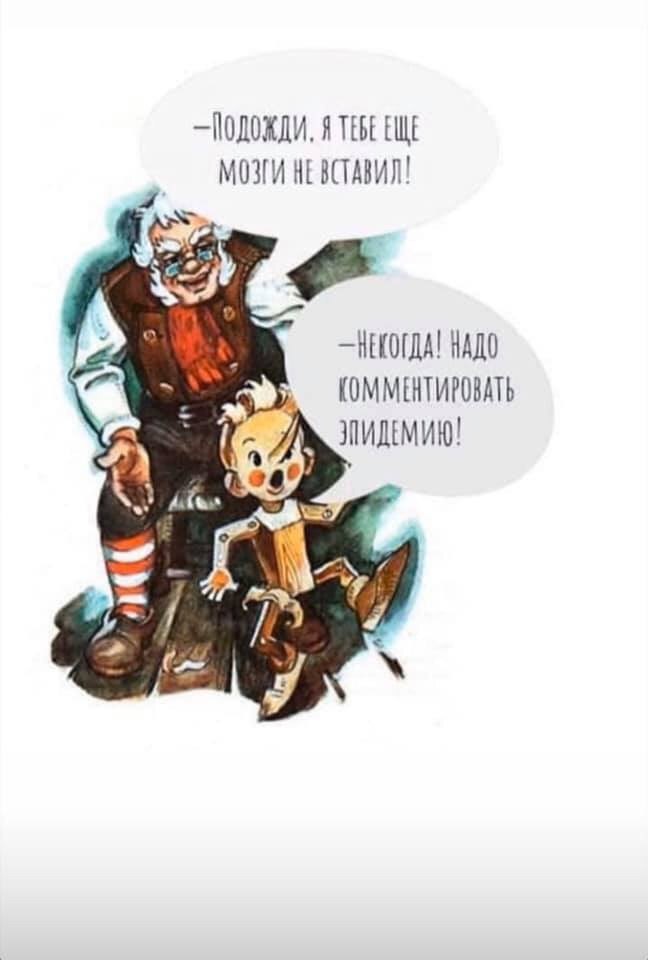 –Подожди, я тебе еще
мозги не вставил!
–Некогда! Надо
комментировать
эпидемию!